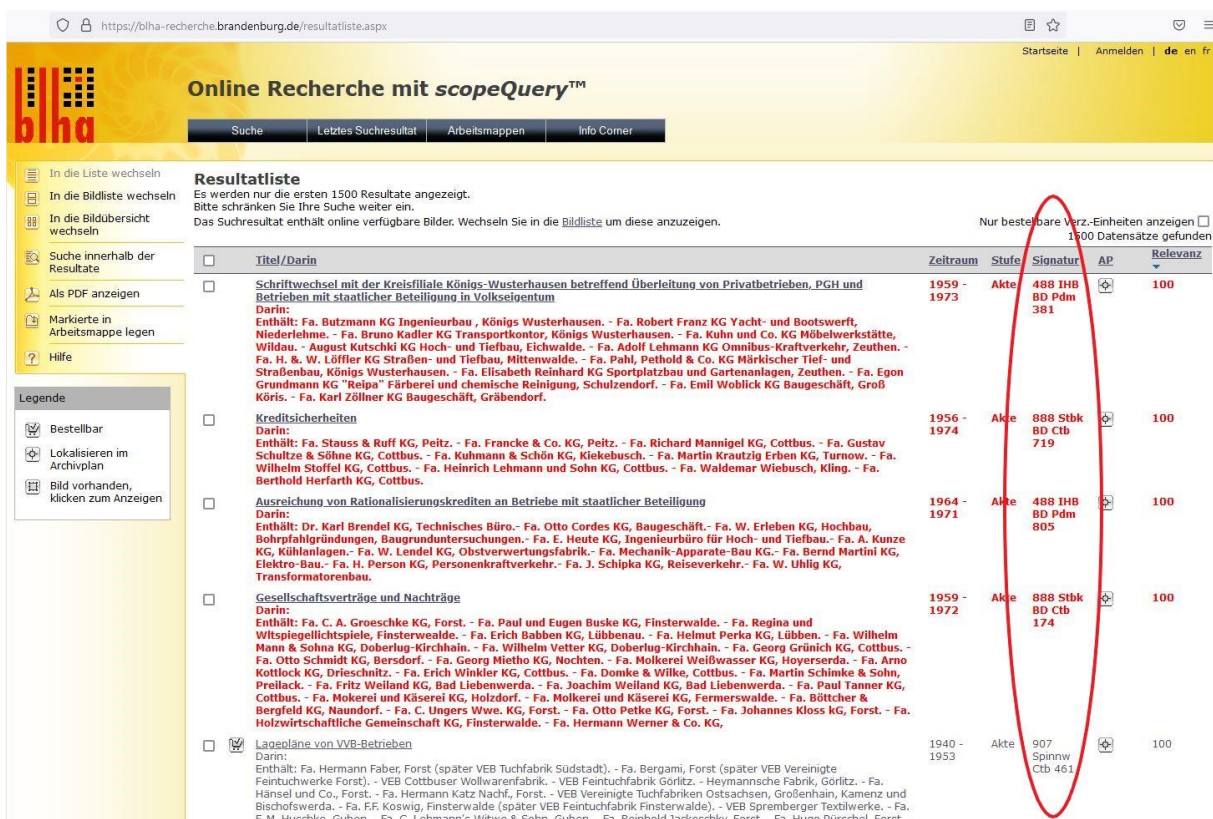 https://blha-recherche.brandenburg.de/resultatliste.aspx
Startseite | Anmelden | de en fr
blha
Online Recherche mit scopeQuery™
Suche Letztes Suchresultat Arbeitsmappen Info Corner
In die Liste wechseln
In die Bildliste wechseln
In die Bildübersicht
wechseln
Suche innerhalb der
Resultate
Als PDF anzeigen
Markierte in
Arbeitsmappe legen
Hilfe
Legende
Bestellbar
Lokalisieren im
Archivplan
Bild vorhanden,
klicken zum Anzeigen
Resultatliste
Es werden nur die ersten 1500 Resultate angezeigt.
Bitte schränken Sie Ihre Suche weiter ein.
Das Suchresultat enthält online verfügbare Bilder. Wechseln Sie in die Bildliste um diese anzuzeigen.
Nur bestellbare Verz.-Einheiten anzeigen
1500 Datensätze gefunden
Titel/Darin Zeitraum Stufe Signatur AP Relevanz
Schriftwechsel mit der Kreisfiliale Königs-Wusterhausen betreffend Überleitung von Privatbetrieben, PGH und
Betrieben mit staatlicher Beteiligung in Volkseigentum
Darin:
Enthält: Fa. Butzmann KG Ingenieurbau , Königs Wusterhausen. - Fa. Robert Franz KG Yacht- und Bootswerft,
Niederlehme. - Fa. Bruno Kadler KG Transportkontor, Königs Wusterhausen. - Fa. Kuhn und Co. KG Möbelwerkstätte,
Wildau. - August Kutschki KG Hoch- und Tiefbau, Eichwalde. - Fa. Adolf Lehmann KG Omnibus-Kraftverkehr, Zeuthen. -
Fa. H. &. W. Löffler KG Straßen- und Tiefbau, Mittenwalde. - Fa. Pahl, Pethold & Co. KG Märkischer Tief- und
Straßenbau, Königs Wusterhausen. - Fa. Elisabeth Reinhard KG Sportplatzbau und Gartenanlagen, Zeuthen. - Fa. Egon
Grundmann KG "Reipa" Färberei und chemische Reinigung, Schulzendorf. - Fa. Emil Woblick KG Baugeschäft, Groß
Köris. - Fa. Karl Zöllner KG Baugeschäft, Gräbendorf.
1959 -
1973
Akte
488 IHB
BD Pdm
381
100
Kreditsicherheiten
Darin:
Enthält: Fa. Stauss & Ruff KG, Peitz. - Fa. Francke & Co. KG, Peitz. - Fa. Richard Mannigel KG, Cottbus. - Fa. Gustav
Schultze & Söhne KG, Cottbus. - Fa. Kuhmann & Schön KG, Kiekebusch. - Fa. Martin Krautzig Erben KG, Turnow. - Fa.
Wilhelm Stoffel KG, Cottbus. - Fa. Heinrich Lehmann und Sohn KG, Cottbus. - Fa. Waldemar Wiebusch, Kling. - Fa.
Berthold Herfarth KG, Cottbus.
1956 -
1974
Akte
888 Stbk
BD Ctb
719
100
Ausreichung von Rationalisierungskrediten an Betriebe mit staatlicher Beteiligung
Darin:
Enthält: Dr. Karl Brendel KG, Technisches Büro.- Fa. Otto Cordes KG, Baugeschäft.- Fa. W. Erleben KG, Hochbau,
Bohrpfahlgründungen, Baugrunduntersuchungen.- Fa. E. Heute KG, Ingenieurbüro für Hoch- und Tiefbau.- Fa. A. Kunze
KG, Kühlanlagen.- Fa. W. Lendel KG, Obstverwertungsfabrik.- Fa. Mechanik-Apparate-Bau KG.- Fa. Bernd Martini KG,
Elektro-Bau.- Fa. H. Person KG, Personenkraftverkehr.- Fa. J. Schipka KG, Reiseverkehr.- Fa. W. Uhlig KG,
Transformatorenbau.
1964 -
1971
Akte
488 IHB
BD Pdm
805
100
Gesellschaftsverträge und Nachträge
Darin:
Enthält: Fa. C. A. Groeschke KG, Forst. - Fa. Paul und Eugen Buske KG, Finsterwalde. - Fa. Regina und
Wltspiegellichtspiele, Finsterwealde. - Fa. Erich Babben KG, Lübbenau. - Fa. Helmut Perka KG, Lübben. - Fa. Wilhelm
Mann & Sohna KG, Doberlug-Kirchhain. - Fa. Wilhelm Vetter KG, Doberlug-Kirchhain. - Fa. Georg Grünich KG, Cottbus. -
Fa. Otto Schmidt KG, Bersdorf. - Fa. Georg Mietho KG, Nochten. - Fa. Molkerei Weißwasser KG, Hoyerserda. - Fa. Arno
Kottlock KG, Drieschnitz. - Fa. Erich Winkler KG, Cottbus. - Fa. Domke & Wilke, Cottbus. - Fa. Martin Schimke & Sohn,
Preilack. - Fa. Fritz Weiland KG, Bad Liebenwerda. - Fa. Joachim Weiland KG, Bad Liebenwerda. - Fa. Paul Tanner KG,
Cottbus. - Fa. Mokerei und Käserei KG, Holzdorf. - Fa. Molkerei und Käserei KG, Fermerswalde. - Fa. Böttcher &
Bergfeld KG, Naundorf. - Fa. C. Ungers Wwe. KG, Forst. - Fa. Otto Petke KG, Forst. - Fa. Johannes Kloss kG, Forst. - Fa.
Holzwirtschaftliche Gemeinschaft KG, Finsterwalde. - Fa. Hermann Werner & Co. KG,
1959 -
1972
Akte
888 Stbk
BD Ctb
174
100
Lagepläne von VVB-Betrieben
Darin:
Enthält: Fa. Hermann Faber, Forst (später VEB Tuchfabrik Südstadt). - Fa. Bergami, Forst (später VEB Vereinigte
Feintuchwerke Forst). - VEB Cottbuser Wollwarenfabrik. - VEB Feintuchfabrik Görlitz. - Heymannsche Fabrik, Görlitz. - Fa.
Hänsel und Co., Forst. - Fa. Hermann Katz Nachf., Forst. - VEB Vereinigte Tuchfabriken Ostsachsen, Großenhain, Kamenz und
Bischofswerda. - Fa. F.F. Koswig, Finsterwalde (später VEB Feintuchfabrik Finsterwalde). - VEB Spremberger Textilwerke. - Fa.
F.M. Huschke, Guben. - Fa. C. Lehmann's Witwe & Sohn, Guben. - Fa. Reinhold Jackeschky, Forst. - Fa. Hugo Pürschel, Forst.
1940 -
1953
Akte
907
Spinnw
Ctb 461
100